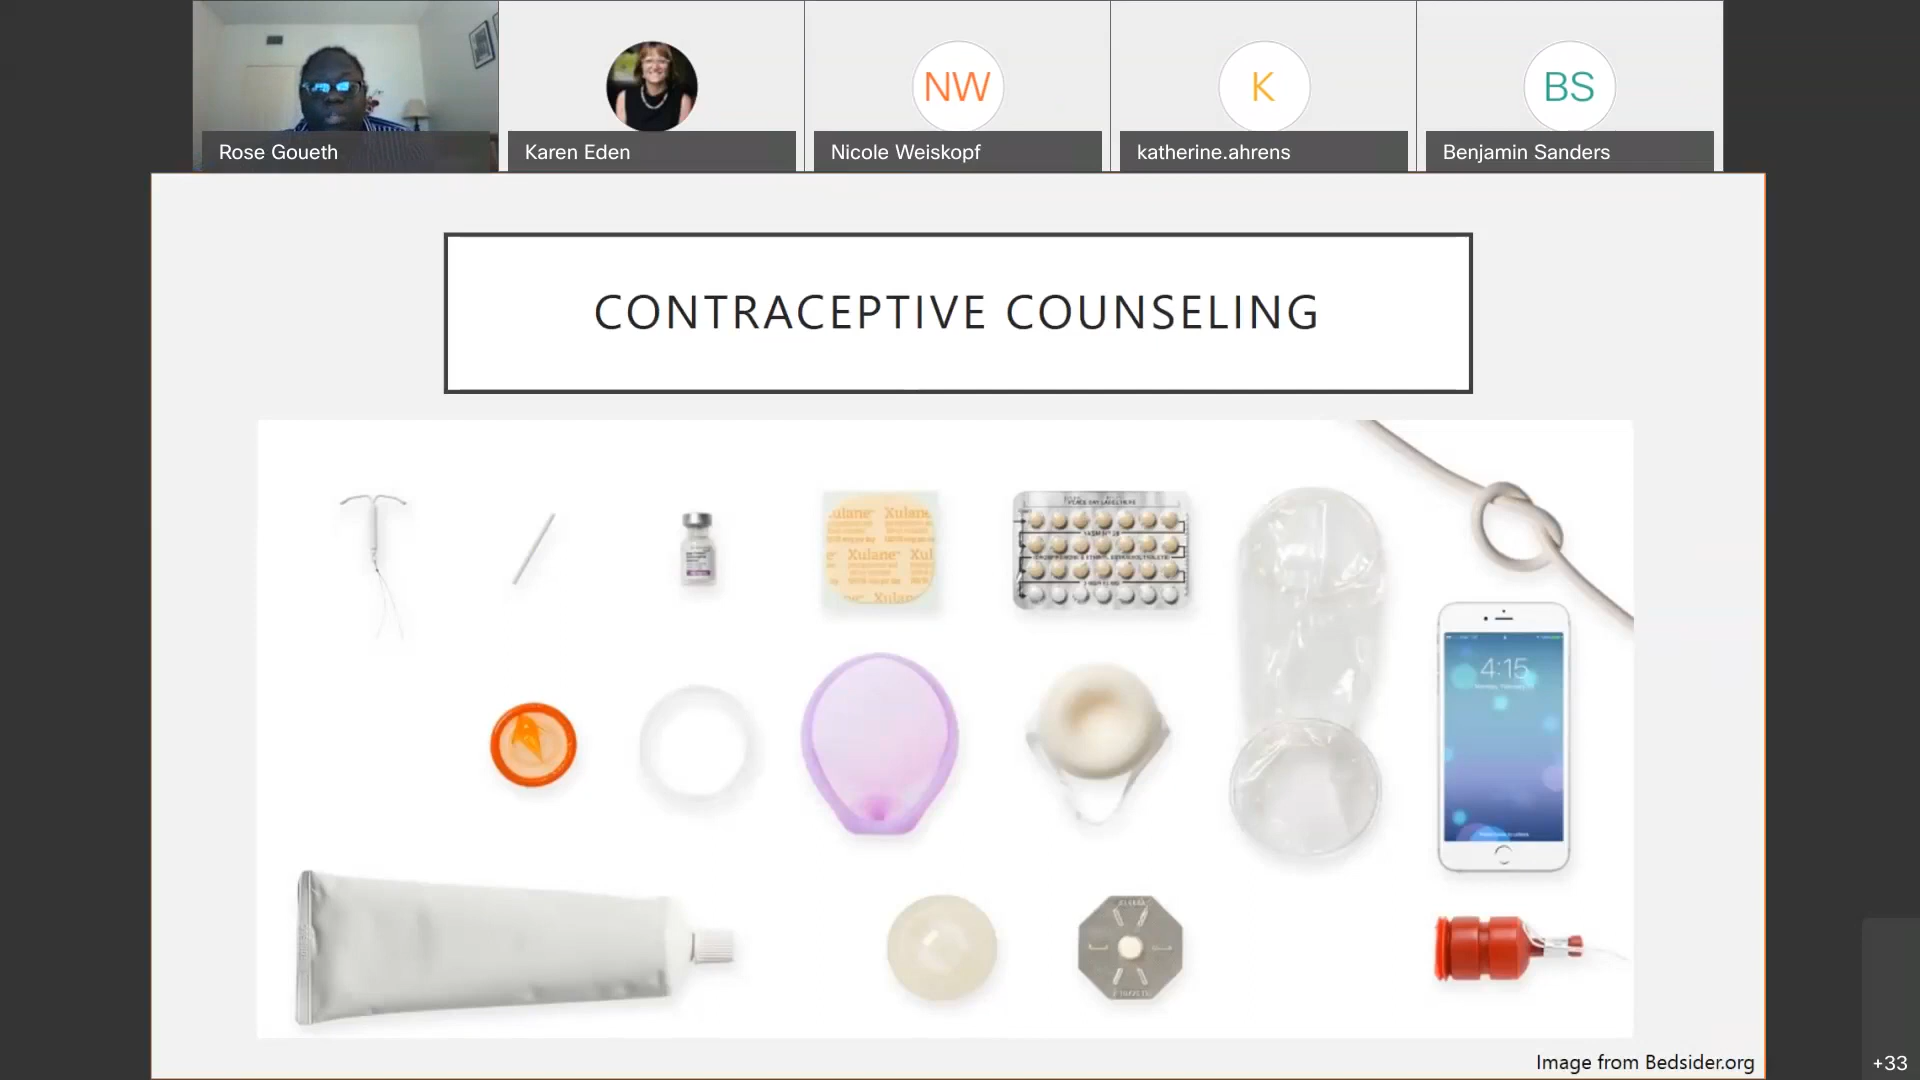 NW
K
BS
Rose Goueth
Karen Eden
Nicole Weiskopf
katherine.ahrens
Benjamin Sanders
CONTRACEPTIVE COUNSELING
Xulane
Xulane
4:15
Image from Bedsider.org
+33